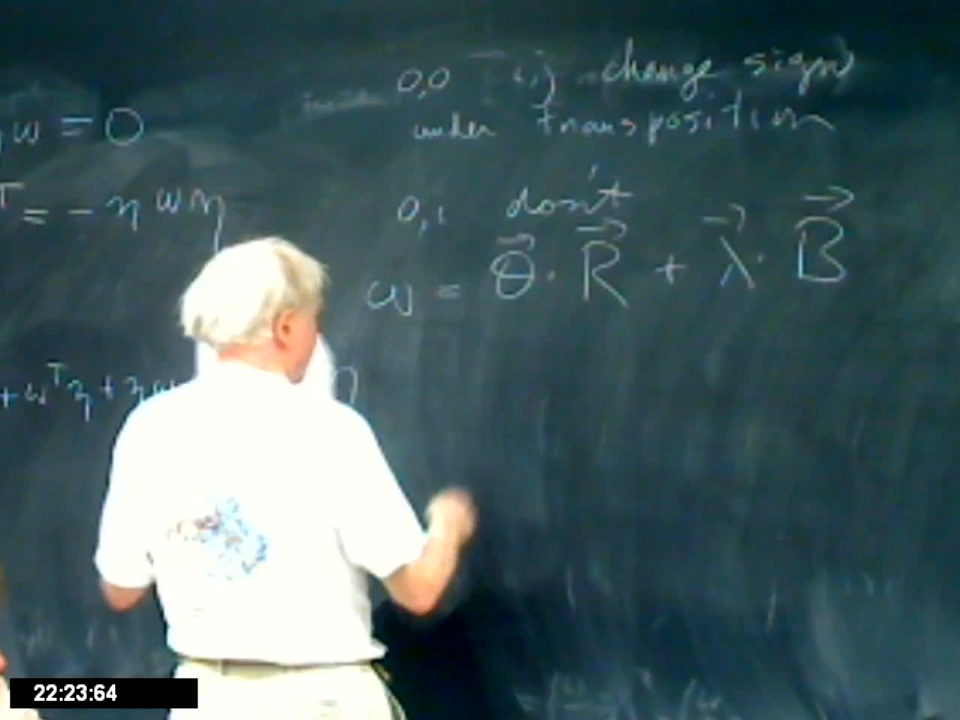 0,0 i,j change sign
under transposition
ηω = 0
T = - η ω η
0,i don't
ω = θ⃗ · R⃗ + λ⃗ · B⃗
+ ω^T η + η ω
22:23:64